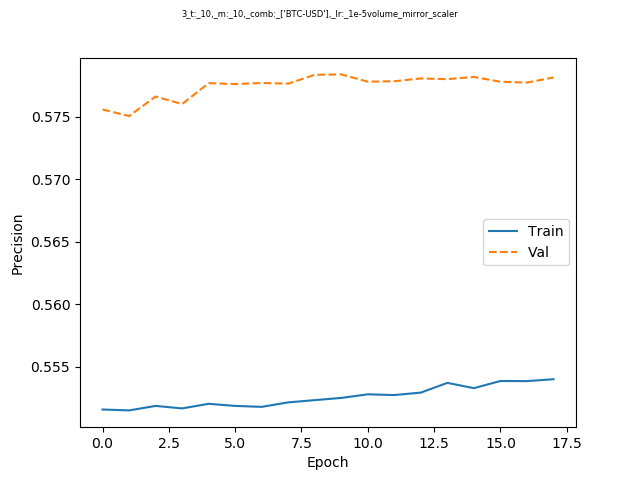 3_t:_10,_m:_10,_comb:_['BTC-USD'],_lr:_1e-5volume_mirror_scaler
0.575
0.570
0.565
0.560
0.555
Precision
Train
Val
0.0 2.5 5.0 7.5 10.0 12.5 15.0 17.5
Epoch